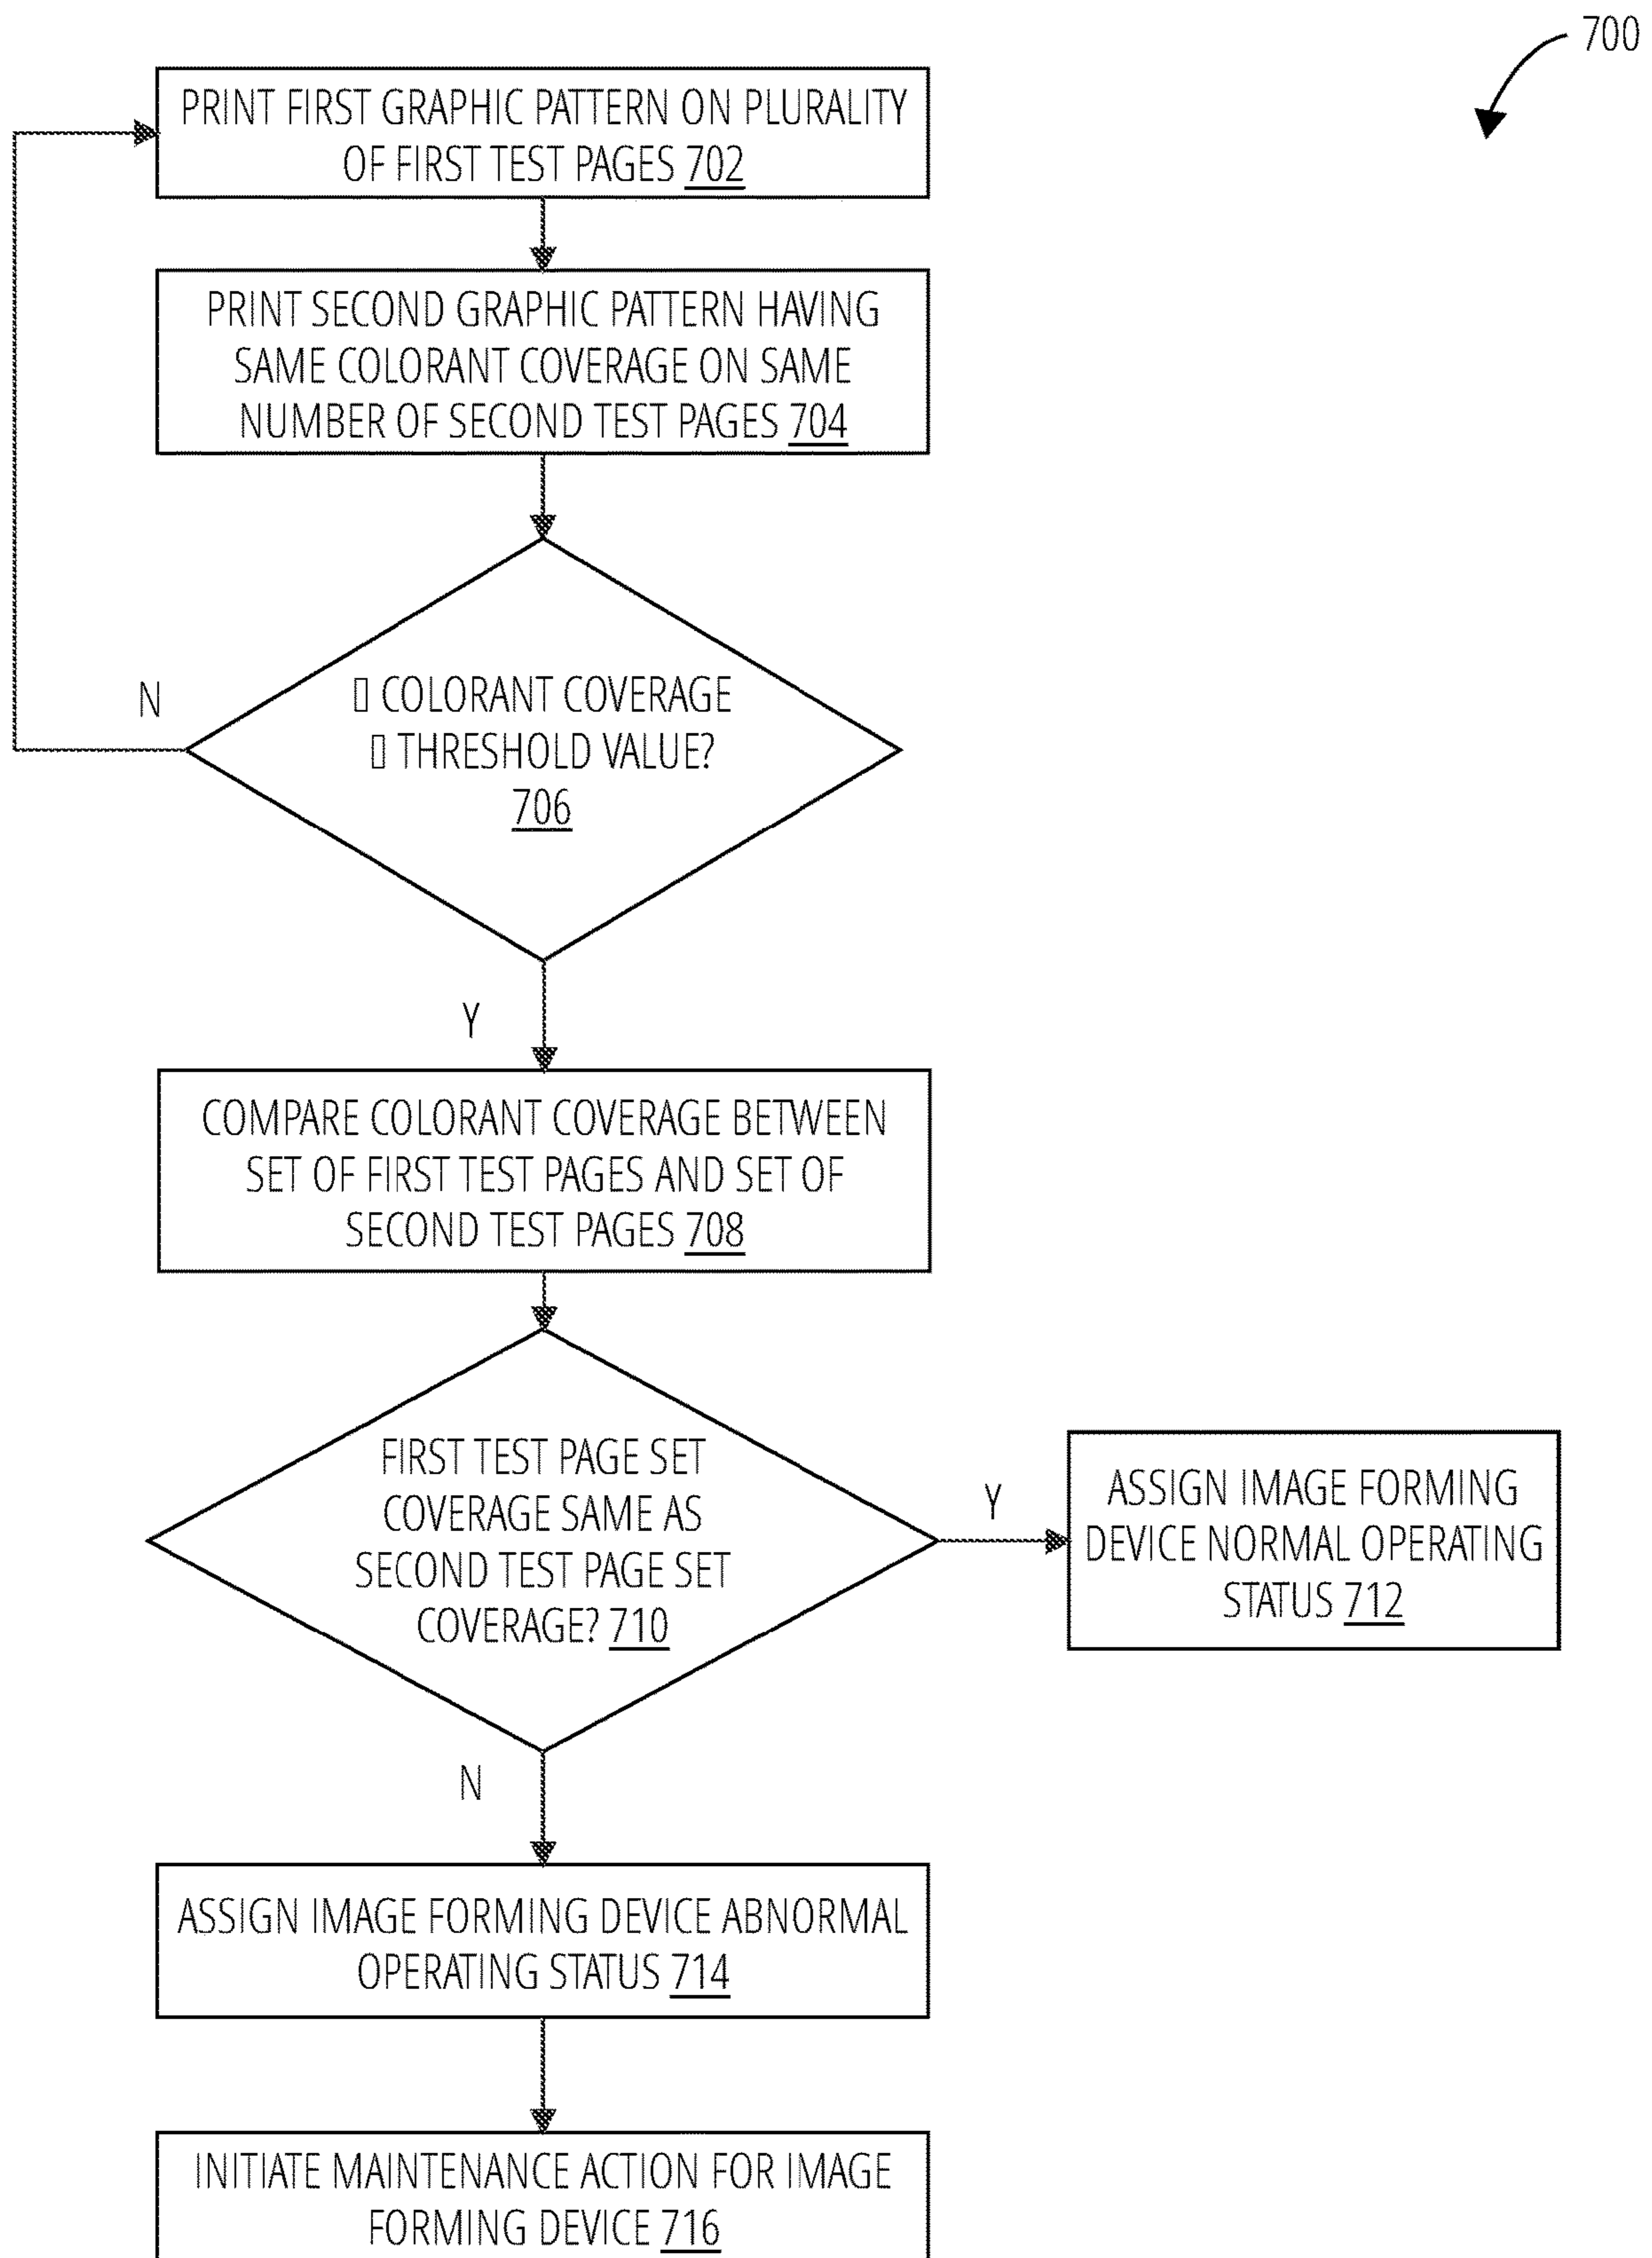 700
PRINT FIRST GRAPHIC PATTERN ON PLURALITY
OF FIRST TEST PAGES 702
PRINT SECOND GRAPHIC PATTERN HAVING
SAME COLORANT COVERAGE ON SAME
NUMBER OF SECOND TEST PAGES 704
▯ COLORANT COVERAGE
▯ THRESHOLD VALUE?
706
N
Y
COMPARE COLORANT COVERAGE BETWEEN
SET OF FIRST TEST PAGES AND SET OF
SECOND TEST PAGES 708
FIRST TEST PAGE SET
COVERAGE SAME AS
SECOND TEST PAGE SET
COVERAGE? 710
Y
ASSIGN IMAGE FORMING
DEVICE NORMAL OPERATING
STATUS 712
N
ASSIGN IMAGE FORMING DEVICE ABNORMAL
OPERATING STATUS 714
INITIATE MAINTENANCE ACTION FOR IMAGE
FORMING DEVICE 716